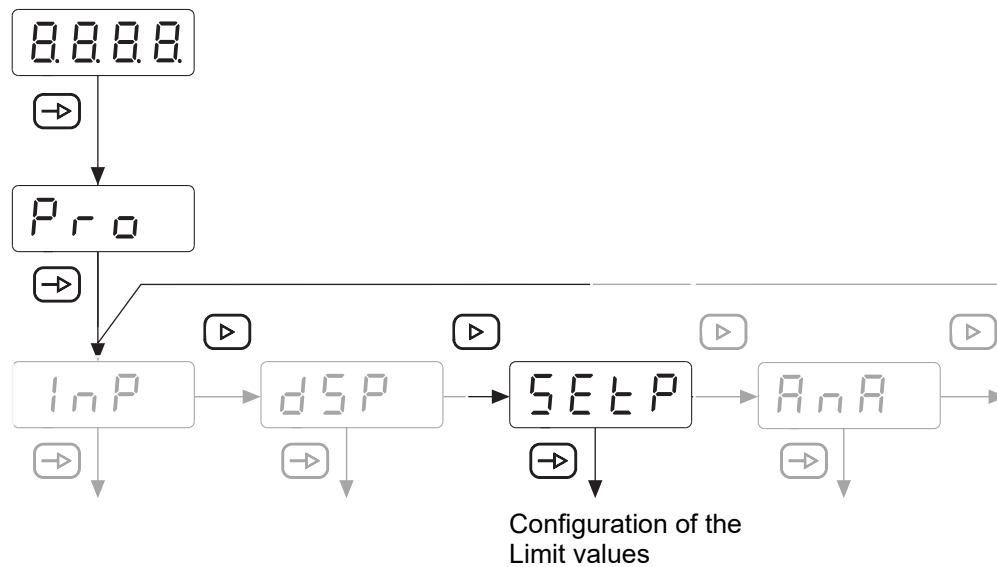 8.8.8.8.
Pro
InP dSP SEtP AnA
Configuration of the
Limit values